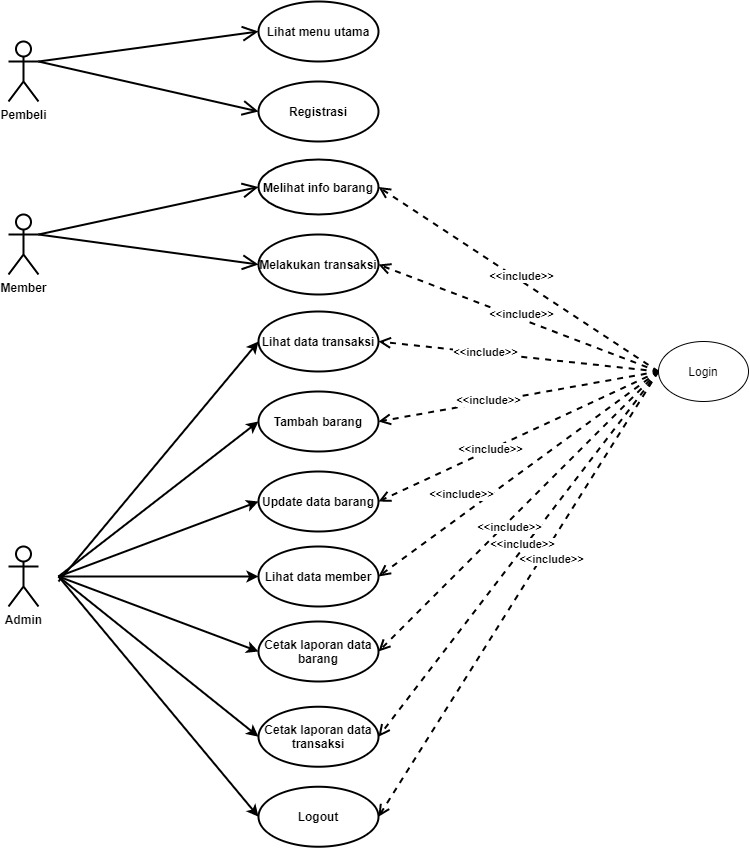 Lihat menu utama
Pembeli
Registrasi
Melihat info barang
Member
Melakukan transaksi
<<include>>
<<include>>
Lihat data transaksi
<<include>>
Login
Tambah barang
<<include>>
Update data barang
<<include>>
<<include>>
Admin
Lihat data member
<<include>>
<<include>>
<<include>>
Cetak laporan data
barang
Cetak laporan data
transaksi
Logout